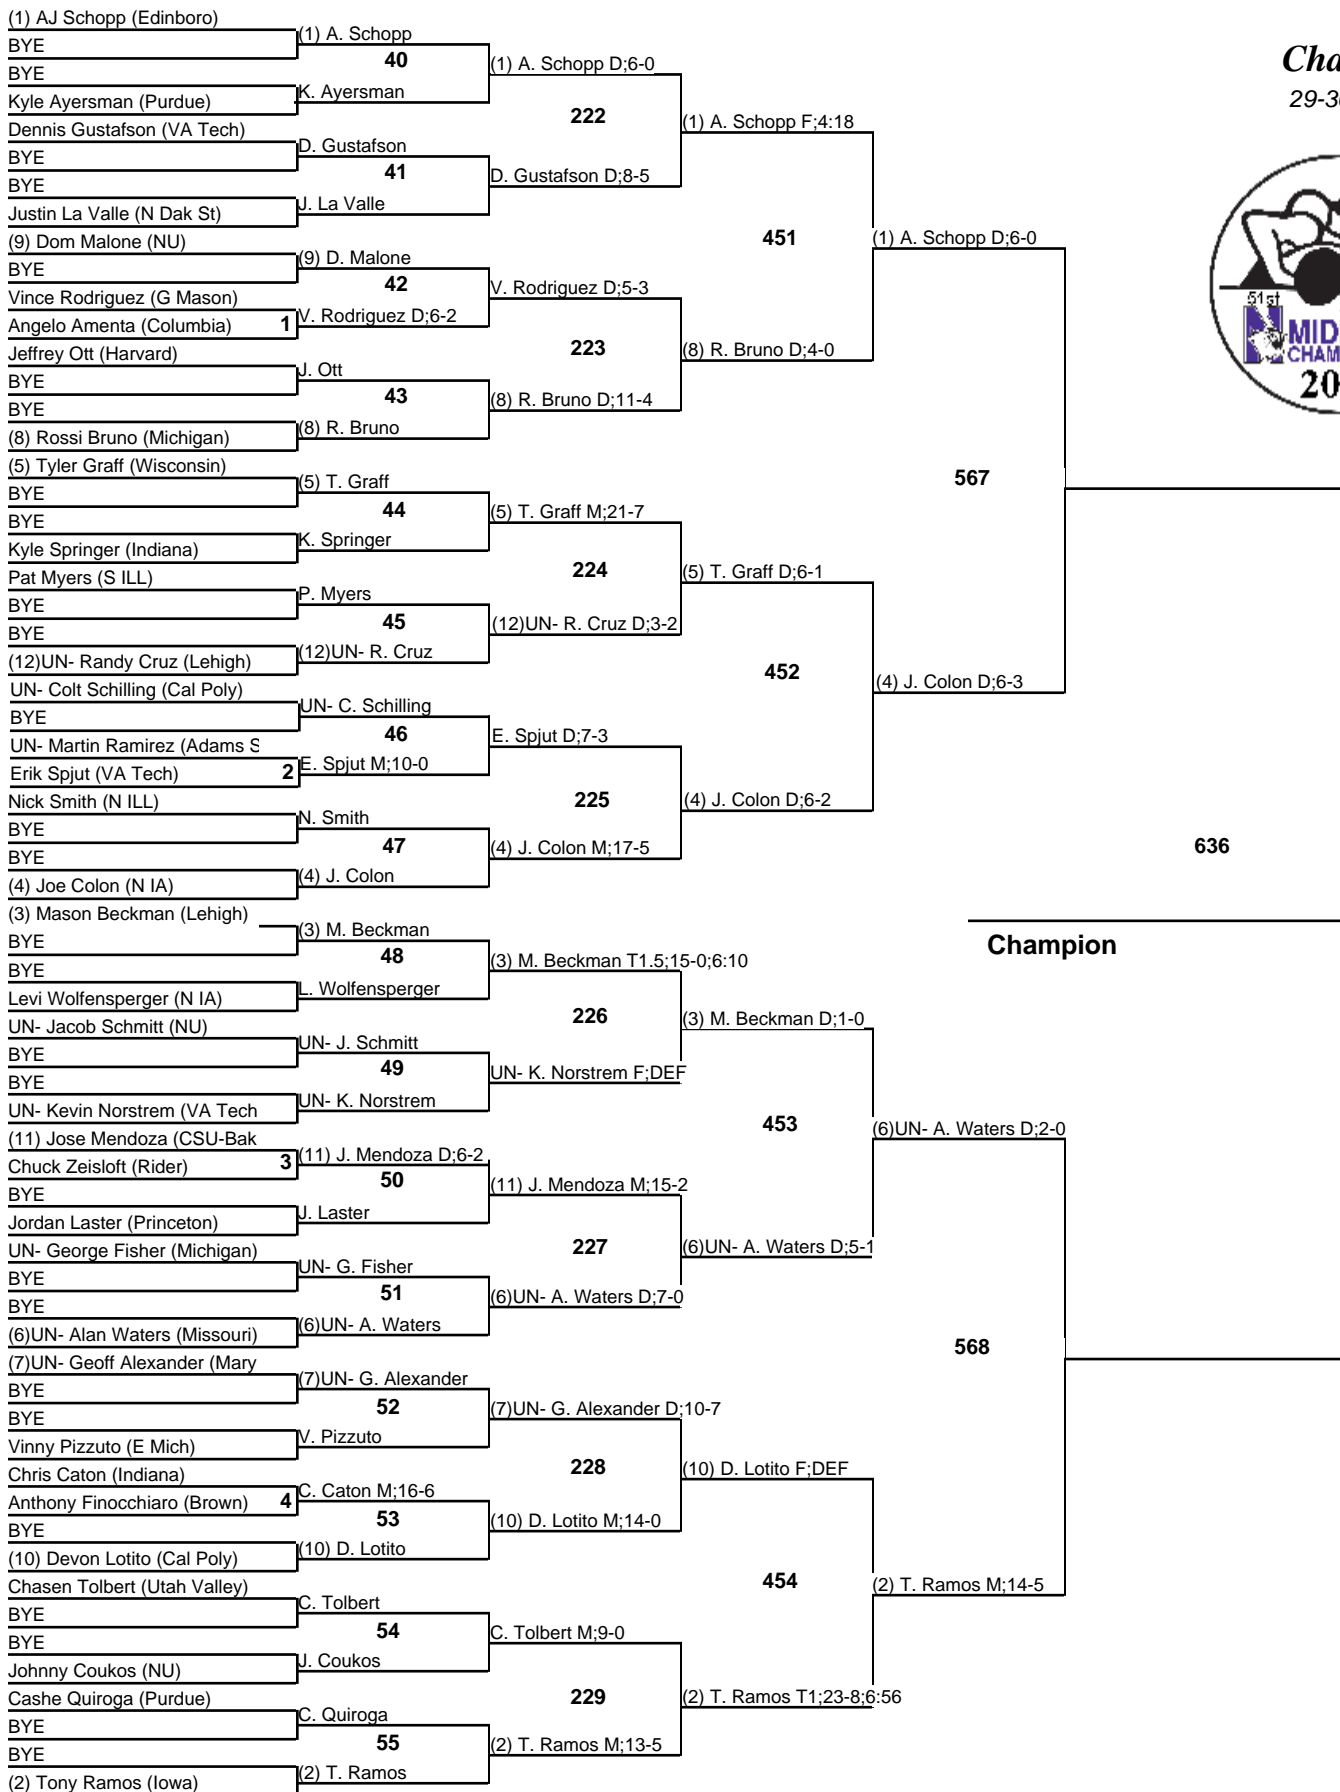 (1) AJ Schopp (Edinboro)
BYE
BYE
Kyle Ayersman (Purdue)
Dennis Gustafson (VA Tech)
BYE
BYE
Justin La Valle (N Dak St)
(9) Dom Malone (NU)
BYE
Vince Rodriguez (G Mason)
Angelo Amenta (Columbia) 1
Jeffrey Ott (Harvard)
BYE
BYE
(8) Rossi Bruno (Michigan)
(5) Tyler Graff (Wisconsin)
BYE
BYE
Kyle Springer (Indiana)
Pat Myers (S ILL)
BYE
BYE
(12)UN- Randy Cruz (Lehigh)
UN- Colt Schilling (Cal Poly)
BYE
UN- Martin Ramirez (Adams S
Erik Spjut (VA Tech) 2
Nick Smith (N ILL)
BYE
BYE
(4) Joe Colon (N IA)
(3) Mason Beckman (Lehigh)
BYE
BYE
Levi Wolfensperger (N IA)
UN- Jacob Schmitt (NU)
BYE
BYE
UN- Kevin Norstrem (VA Tech
(11) Jose Mendoza (CSU-Bak
Chuck Zeisloft (Rider) 3
BYE
Jordan Laster (Princeton)
UN- George Fisher (Michigan)
BYE
BYE
(6)UN- Alan Waters (Missouri)
(7)UN- Geoff Alexander (Mary
BYE
BYE
Vinny Pizzuto (E Mich)
Chris Caton (Indiana)
Anthony Finocchiaro (Brown) 4
BYE
(10) Devon Lotito (Cal Poly)
Chasen Tolbert (Utah Valley)
BYE
BYE
Johnny Coukos (NU)
Cashe Quiroga (Purdue)
BYE
BYE
(2) Tony Ramos (Iowa)
(1) A. Schopp
40
K. Ayersman
D. Gustafson
41
J. La Valle
(9) D. Malone
42
V. Rodriguez D;6-2
J. Ott
43
(8) R. Bruno
(5) T. Graff
44
K. Springer
P. Myers
45
(12)UN- R. Cruz
UN- C. Schilling
46
E. Spjut M;10-0
N. Smith
47
(4) J. Colon
(3) M. Beckman
48
L. Wolfensperger
UN- J. Schmitt
49
UN- K. Norstrem
(11) J. Mendoza D;6-2
50
J. Laster
UN- G. Fisher
51
(6)UN- A. Waters
(7)UN- G. Alexander
52
V. Pizzuto
C. Caton M;16-6
53
(10) D. Lotito
C. Tolbert
54
J. Coukos
C. Quiroga
55
(2) T. Ramos
(1) A. Schopp D;6-0
222
D. Gustafson D;8-5
V. Rodriguez D;5-3
223
(8) R. Bruno D;11-4
(5) T. Graff M;21-7
224
(12)UN- R. Cruz D;3-2
E. Spjut D;7-3
225
(4) J. Colon M;17-5
(3) M. Beckman T1.5;15-0;6:10
226
UN- K. Norstrem F;DEF
(11) J. Mendoza M;15-2
227
(6)UN- A. Waters D;7-0
(7)UN- G. Alexander D;10-7
228
(10) D. Lotito M;14-0
C. Tolbert M;9-0
229
(2) T. Ramos M;13-5
(1) A. Schopp F;4:18
451
(8) R. Bruno D;4-0
(5) T. Graff D;6-1
452
(4) J. Colon D;6-2
(3) M. Beckman D;1-0
453
(6)UN- A. Waters D;5-1
(10) D. Lotito F;DEF
454
(2) T. Ramos T1;23-8;6:56
(1) A. Schopp D;6-0
567
(4) J. Colon D;6-3
(6)UN- A. Waters D;2-0
568
(2) T. Ramos M;14-5
636
Champion
Cha
29-3
51st
N
MID
CHAM
20